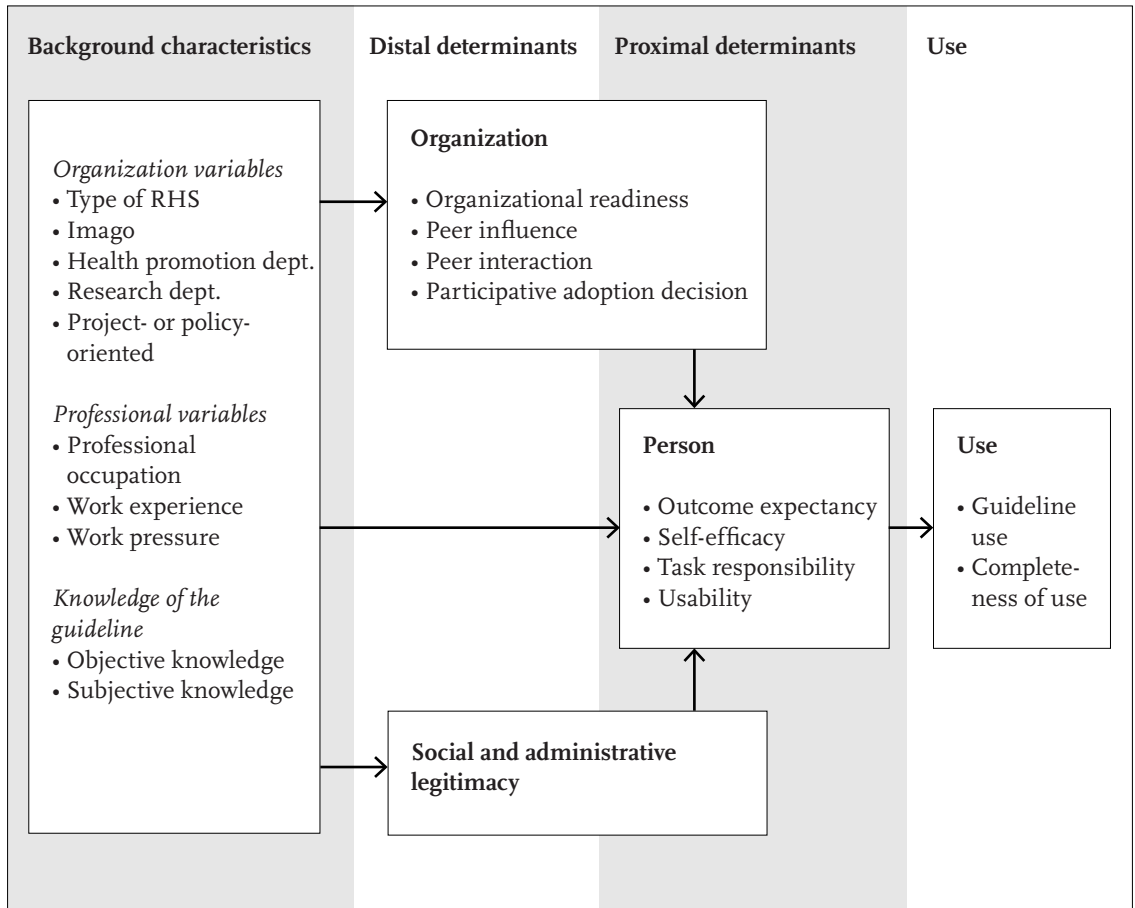 Background characteristics
Distal determinants
Proximal determinants
Use
Organization variables
• Type of RHS
• Imago
• Health promotion dept.
• Research dept.
• Project- or policy-
oriented
Professional variables
• Professional
occupation
• Work experience
• Work pressure
Knowledge of the
guideline
• Objective knowledge
• Subjective knowledge
Organization
• Organizational readiness
• Peer influence
• Peer interaction
• Participative adoption decision
Person
• Outcome expectancy
• Self-efficacy
• Task responsibility
• Usability
Use
• Guideline
use
• Complete-
ness of use
Social and administrative
legitimacy